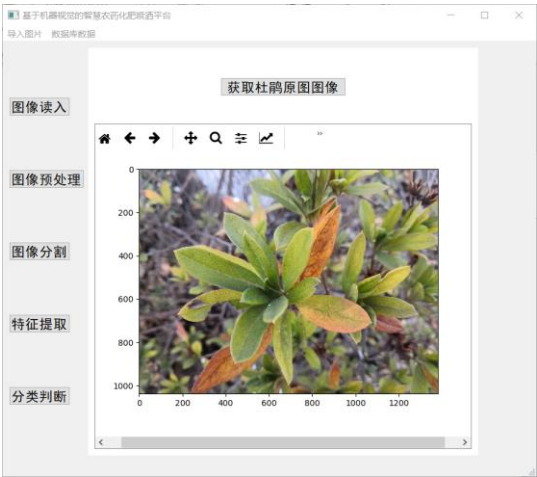 基于机器视觉的智慧农药化肥喷洒平台
导入图片 数据库数据
获取杜鹃原图图像
图像读入
图像预处理
图像分割
特征提取
分类判断
»
0
200
400
600
800
1000
0 200 400 600 800 1000 1200